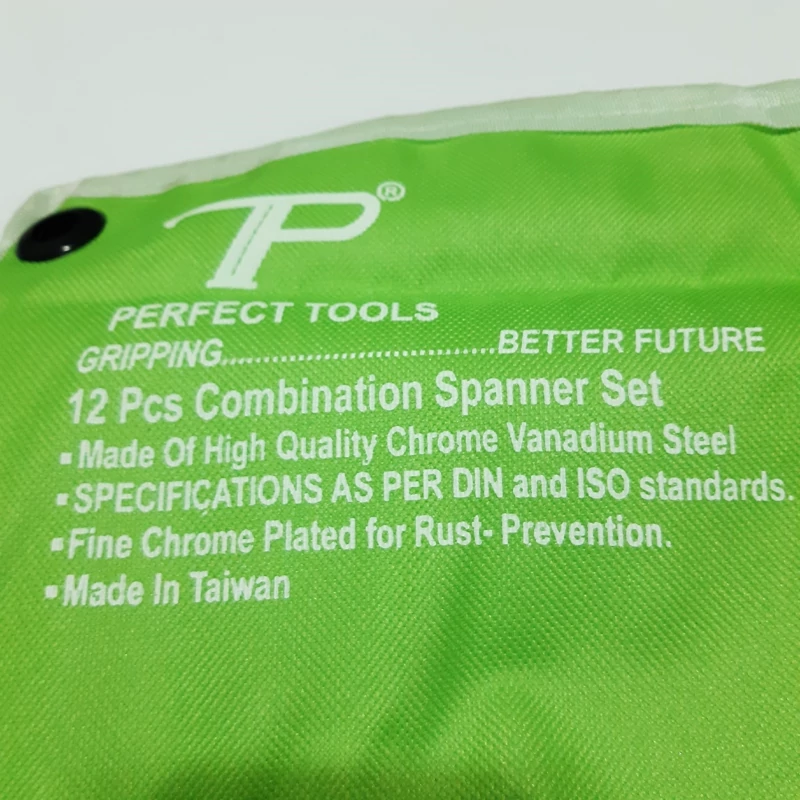 TP®
PERFECT TOOLS
GRIPPING..................................BETTER FUTURE
12 Pcs Combination Spanner Set
▪Made Of High Quality Chrome Vanadium Steel
▪SPECIFIÇATIONS AS PER DIN and ISO standards.
▪Fine Chrome Plated for Rust- Prevention.
▪Made In Taiwan